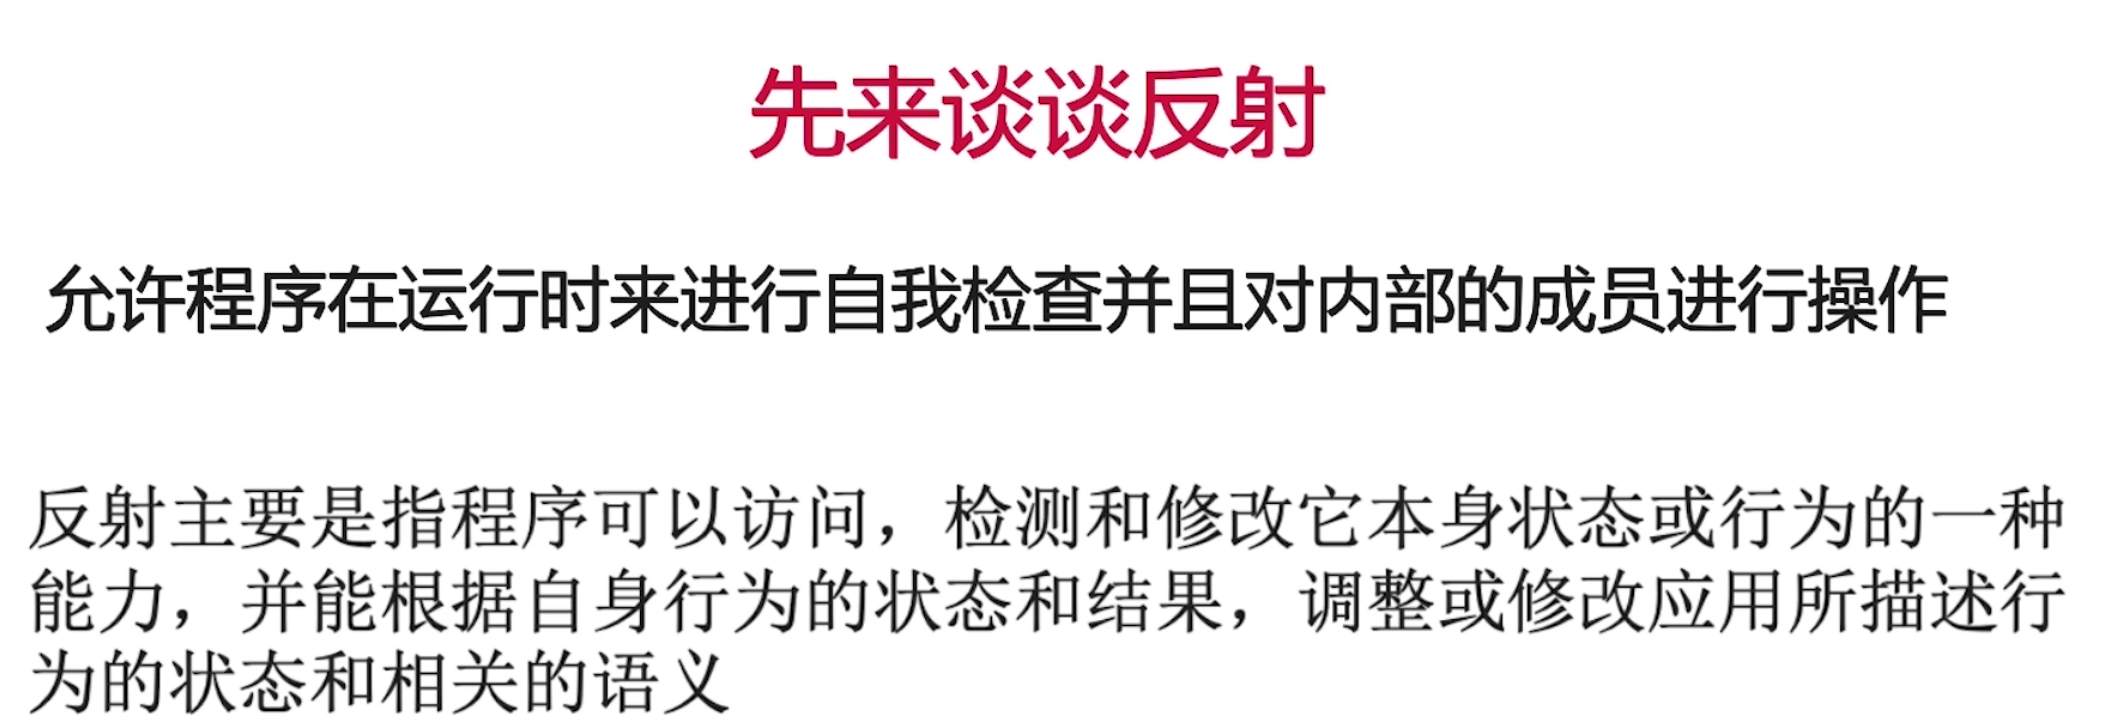 先来谈谈反射
允许程序在运行时来进行自我检查并且对内部的成员进行操作
反射主要是指程序可以访问，检测和修改它本身状态或行为的一种
能力，并能根据自身行为的状态和结果，调整或修改应用所描述行
为的状态和相关的语义